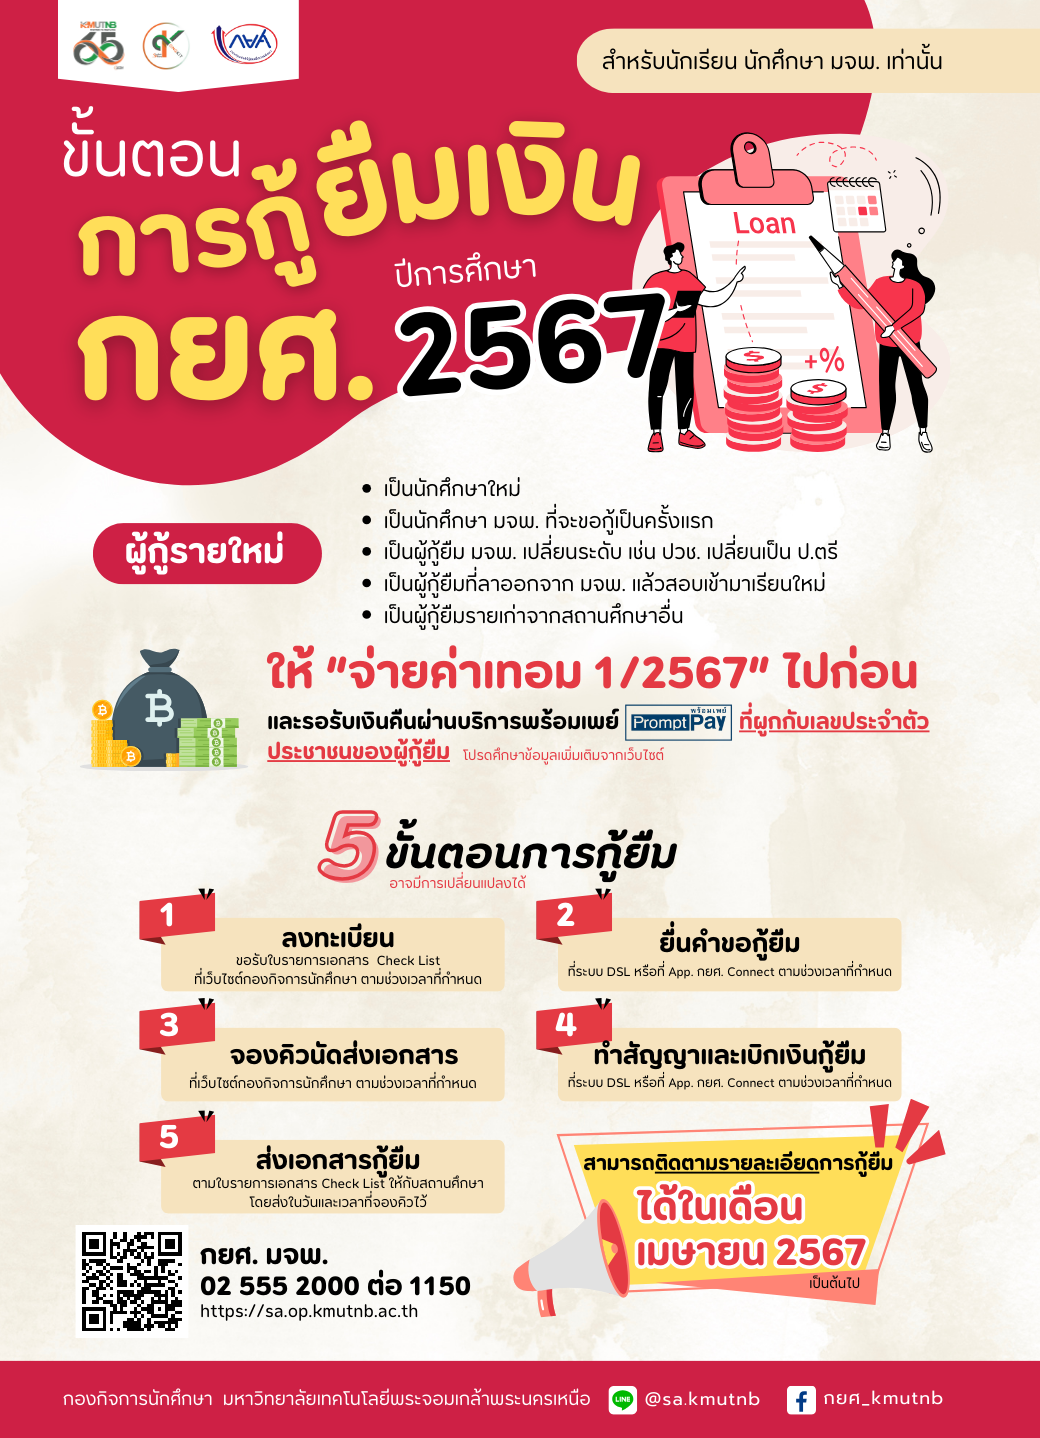 KMUTNB
65
กยศ
สำหรับนักเรียน นักศึกษา มจพ. เท่านั้น
ขั้นตอน
การกู้ยืมเงิน
กยศ.
ปีการศึกษา
2567
Loan
+%
ผู้กู้รายใหม่
• เป็นนักศึกษาใหม่
• เป็นนักศึกษา มจพ. ที่จะขอกู้เป็นครั้งแรก
• เป็นผู้กู้ยืม มจพ. เปลี่ยนระดับ เช่น ปวช. เปลี่ยนเป็น ป.ตรี
• เป็นผู้กู้ยืมที่ลาออกจาก มจพ. แล้วสอบเข้ามาเรียนใหม่
• เป็นผู้กู้ยืมรายเก่าจากสถานศึกษาอื่น
ให้ "จ่ายค่าเทอม 1/2567" ไปก่อน
และรอรับเงินคืนผ่านบริการพร้อมเพย์ พร้อมเพย์ PromptPay ที่ผูกกับเลขประจำตัว
ประชาชนของผู้กู้ยืม โปรดศึกษาข้อมูลเพิ่มเติมจากเว็บไซต์
5 ขั้นตอนการกู้ยืม
อาจมีการเปลี่ยนแปลงได้
1
ลงทะเบียน
ขอรับใบรายการเอกสาร Check List
ที่เว็บไซต์กองกิจการนักศึกษา ตามช่วงเวลาที่กำหนด
2
ยื่นคำขอกู้ยืม
ที่ระบบ DSL หรือที่ App. กยศ. Connect ตามช่วงเวลาที่กำหนด
3
จองคิวนัดส่งเอกสาร
ที่เว็บไซต์กองกิจการนักศึกษา ตามช่วงเวลาที่กำหนด
4
ทำสัญญาและเบิกเงินกู้ยืม
ที่ระบบ DSL หรือที่ App. กยศ. Connect ตามช่วงเวลาที่กำหนด
5
ส่งเอกสารกู้ยืม
ตามใบรายการเอกสาร Check List ให้กับสถานศึกษา
โดยส่งในวันและเวลาที่จองคิวไว้
สามารถติดตามรายละเอียดการกู้ยืม
ได้ในเดือน
เมษายน 2567
เป็นต้นไป
กยศ. มจพ.
02 555 2000 ต่อ 1150
https://sa.op.kmutnb.ac.th
กองกิจการนักศึกษา มหาวิทยาลัยเทคโนโลยีพระจอมเกล้าพระนครเหนือ LINE @sa.kmutnb กยศ_kmutnb